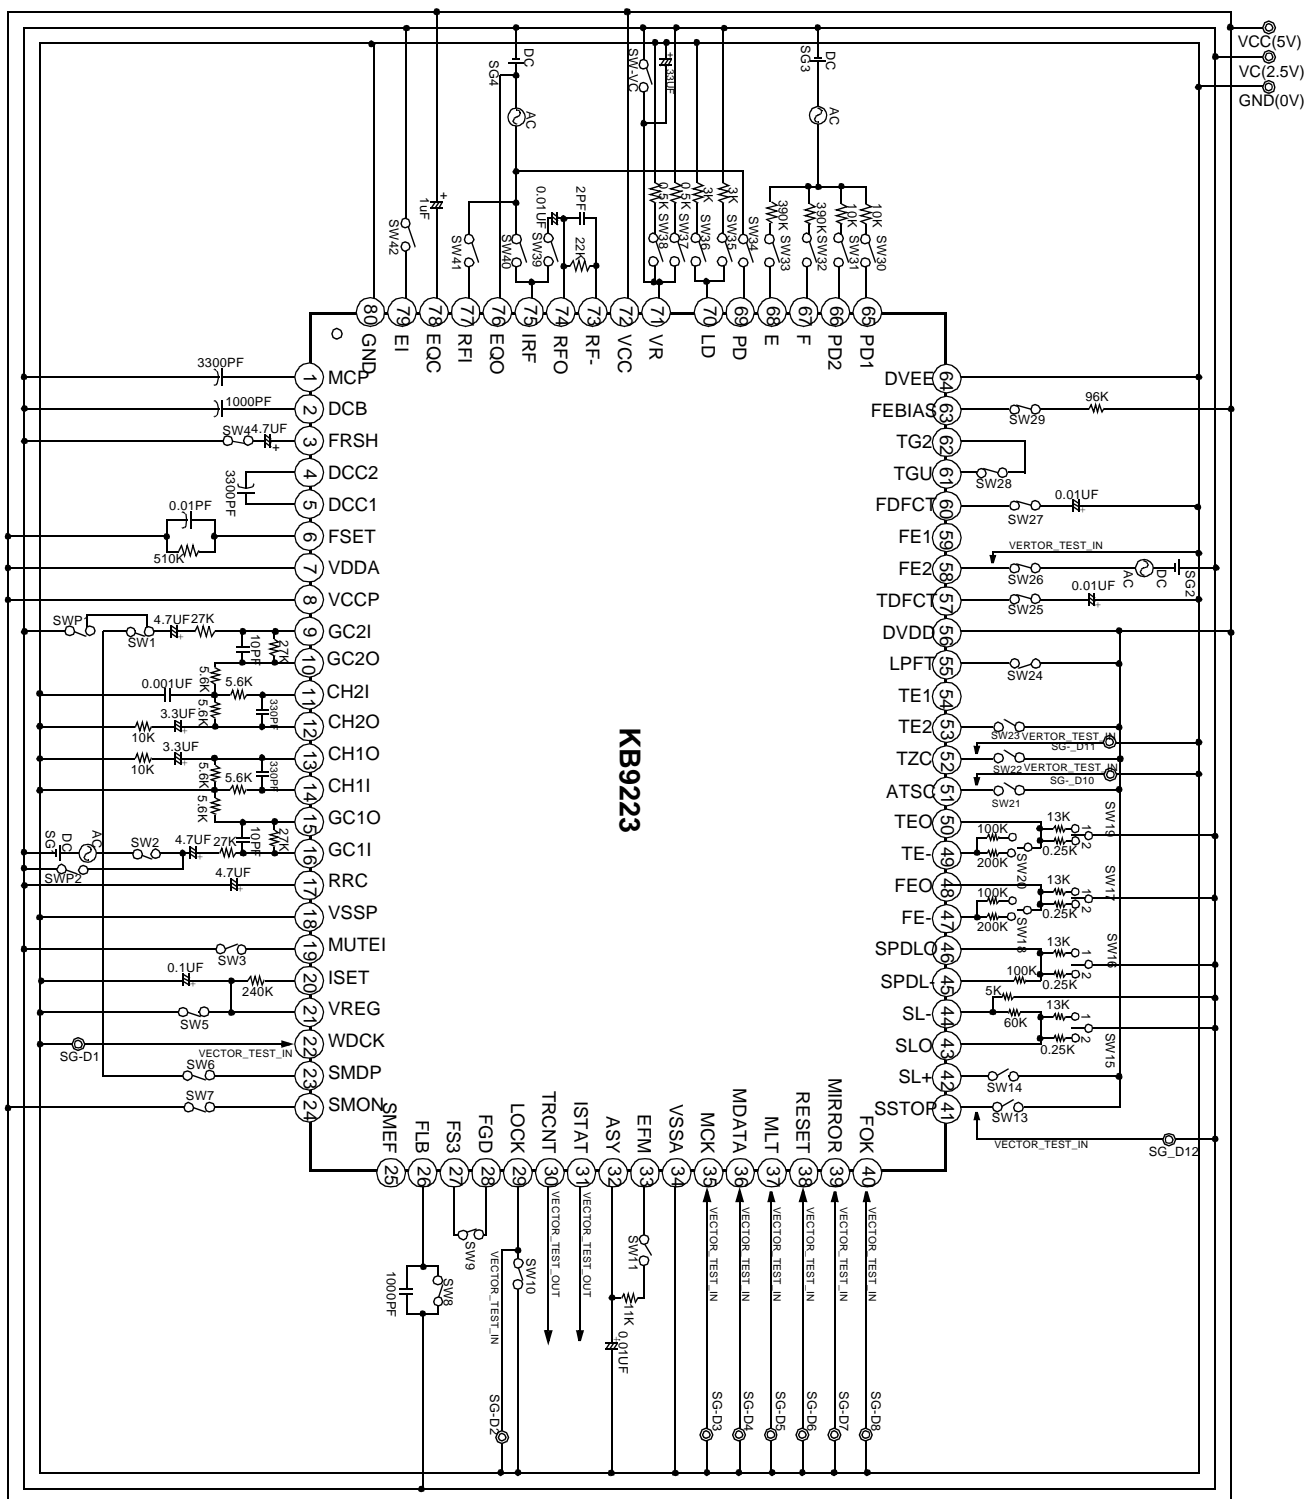 VCC(5V)
VC(2.5V)
GND(0V)
DC
SG4
AC
SW-VC
33UF
DC
SG3
AC
1uF
SW42
SW41
SW40
0.01UF
SW39
2PF
22K
0.5K
SW38
0.5K
SW37
3K
SW36
3K
SW35
SW34
390K
SW33
390K
SW32
10K
SW31
10K
SW30
80 GND
79 EI
78 EQC
77 RFI
76 EQO
75 IRF
74 RFO
73 RF-
72 VCC
71 VR
70 LD
69 PD
68 E
67 F
66 PD2
65 PD1
3300PF
1 MCP
1000PF
2 DCB
SW4 4.7UF
3 FRSH
4 DCC2
3300PF
5 DCC1
0.01PF
6 FSET
510K
7 VDDA
8 VCCP
SWP1
SW1
4.7UF 27K
9 GC2I
10PF
27K
10 GC2O
5.6K
0.001UF
5.6K
11 CH2I
5.6K
330PF
3.3UF
12 CH2O
10K
3.3UF
13 CH1O
10K
5.6K
5.6K
330PF
14 CH1I
5.6K
15 GC1O
SG1
DC
AC
SW2
4.7UF
27K
10PF
27K
16 GC1I
SWP2
4.7UF
17 RRC
18 VSSP
19 MUTEI
SW3
0.1UF
20 ISET
240K
21 VREG
SW5
SG-D1
VECTOR_TEST_IN
22 WDCK
SW6
23 SMDP
SW7
24 SMON
KB9223
DVEE 64
FEBIAS 63
SW29
96K
TG2 62
TGU 61
SW28
FDFCT 60
SW27
0.01UF
FE1 59
VERTOR_TEST_IN
FE2 58
SW26
AC
DC
SG2
TDFCT 57
SW25
0.01UF
DVDD 56
LPFT 55
SW24
TE1 54
TE2 53
SW23
VERTOR_TEST_IN
SG-_D11
TZC 52
SW22
VERTOR_TEST_IN
SG-_D10
ATSC 51
SW21
TEO 50
100K
13K
1
2
SW19
TE- 49
200K
SW20
0.25K
FEO 48
100K
13K
1
2
SW17
FE- 47
200K
SW18
0.25K
SPDLO 46
13K
1
2
SW16
SPDL- 45
100K
0.25K
5K
SL- 44
60K
13K
1
2
SLO 43
0.25K
SW15
SL+ 42
SW14
SSTOP 41
SW13
VECTOR_TEST_IN
SG_D12
SMEF 25
FLB 26
FS3 27
FGD 28
LOCK 29
TRCNT 30
ISTAT 31
ASY 32
EFM 33
VSSA 34
MCK 35
MDATA 36
MLT 37
RESET 38
MIRROR 39
FOK 40
1000PF
SW8
SW9
VECTOR_TEST_IN
SW10
VECTOR_TEST_OUT
VECTOR_TEST_OUT
SW11
11K
0.01UF
VECTOR_TEST_IN
VECTOR_TEST_IN
VECTOR_TEST_IN
VECTOR_TEST_IN
VECTOR_TEST_IN
VECTOR_TEST_IN
SG-D2
SG-D3
SG-D4
SG-D5
SG-D6
SG-D7
SG-D8